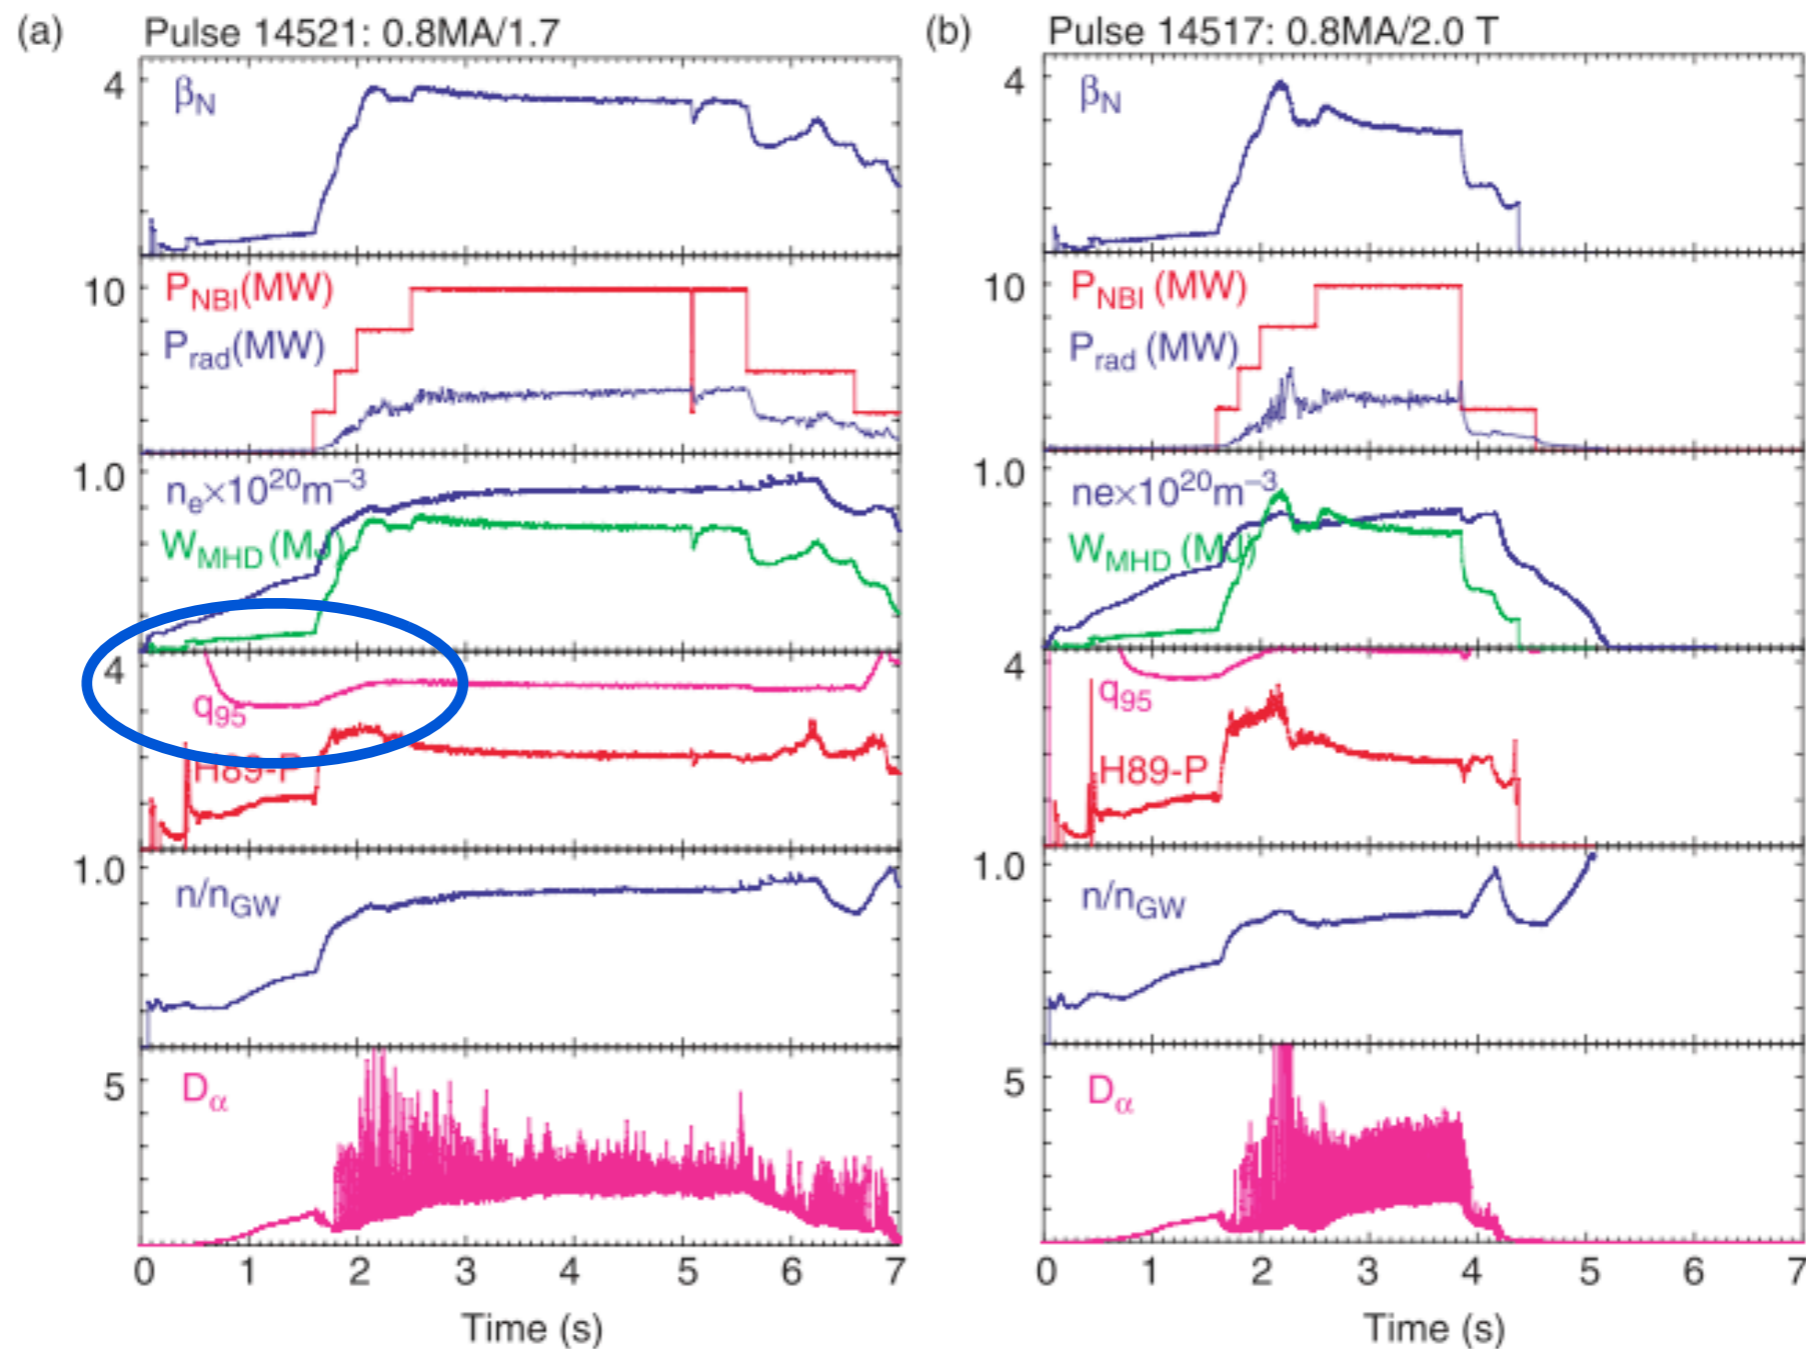 (a) Pulse 14521: 0.8MA/1.7
4
βN
10
PNBI(MW)
Prad(MW)
1.0
ne×10²⁰m⁻³
WMHD (MJ)
4
q95
H89-P
1.0
n/nGW
5
Dα
0 1 2 3 4 5 6 7
Time (s)
(b) Pulse 14517: 0.8MA/2.0 T
4
βN
10
PNBI (MW)
Prad (MW)
1.0
ne×10²⁰m⁻³
WMHD (MJ)
4
q95
H89-P
1.0
n/nGW
5
Dα
0 1 2 3 4 5 6 7
Time (s)